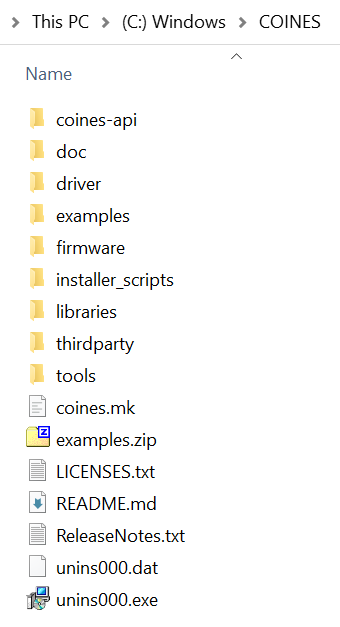 This PC > (C:) Windows > COINES
Name
coines-api
doc
driver
examples
firmware
installer_scripts
libraries
thirdparty
tools
coines.mk
examples.zip
LICENSES.txt
README.md
ReleaseNotes.txt
unins000.dat
unins000.exe